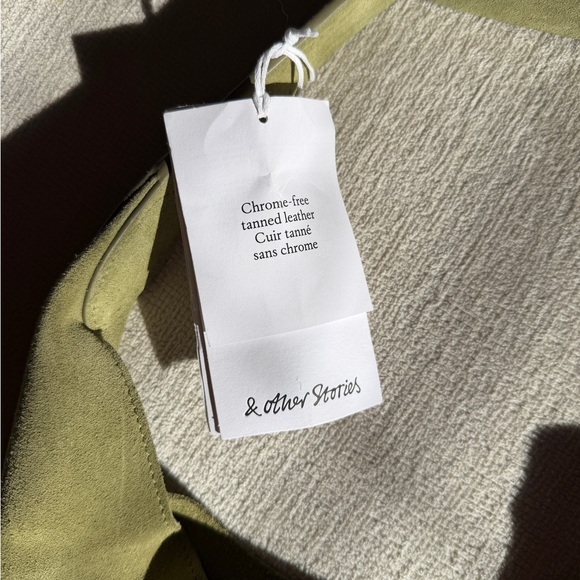 Chrome-free
tanned leather
Cuir tanné
sans chrome
& other Stories